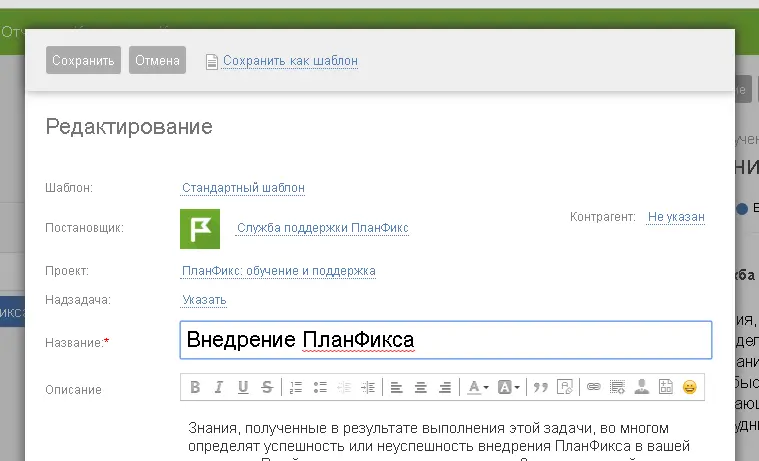 Сохранить Отмена Сохранить как шаблон
Редактирование
Шаблон: Стандартный шаблон
Постановщик: Служба поддержки ПланФикс Контрагент: Не указан
Проект: ПланФикс: обучение и поддержка
Надзадача: Указать
Название:* Внедрение ПланФикса
Описание B I U S A A
Знания, полученные в результате выполнения этой задачи, во многом
определят успешность или неуспешность внедрения ПланФикса в вашей